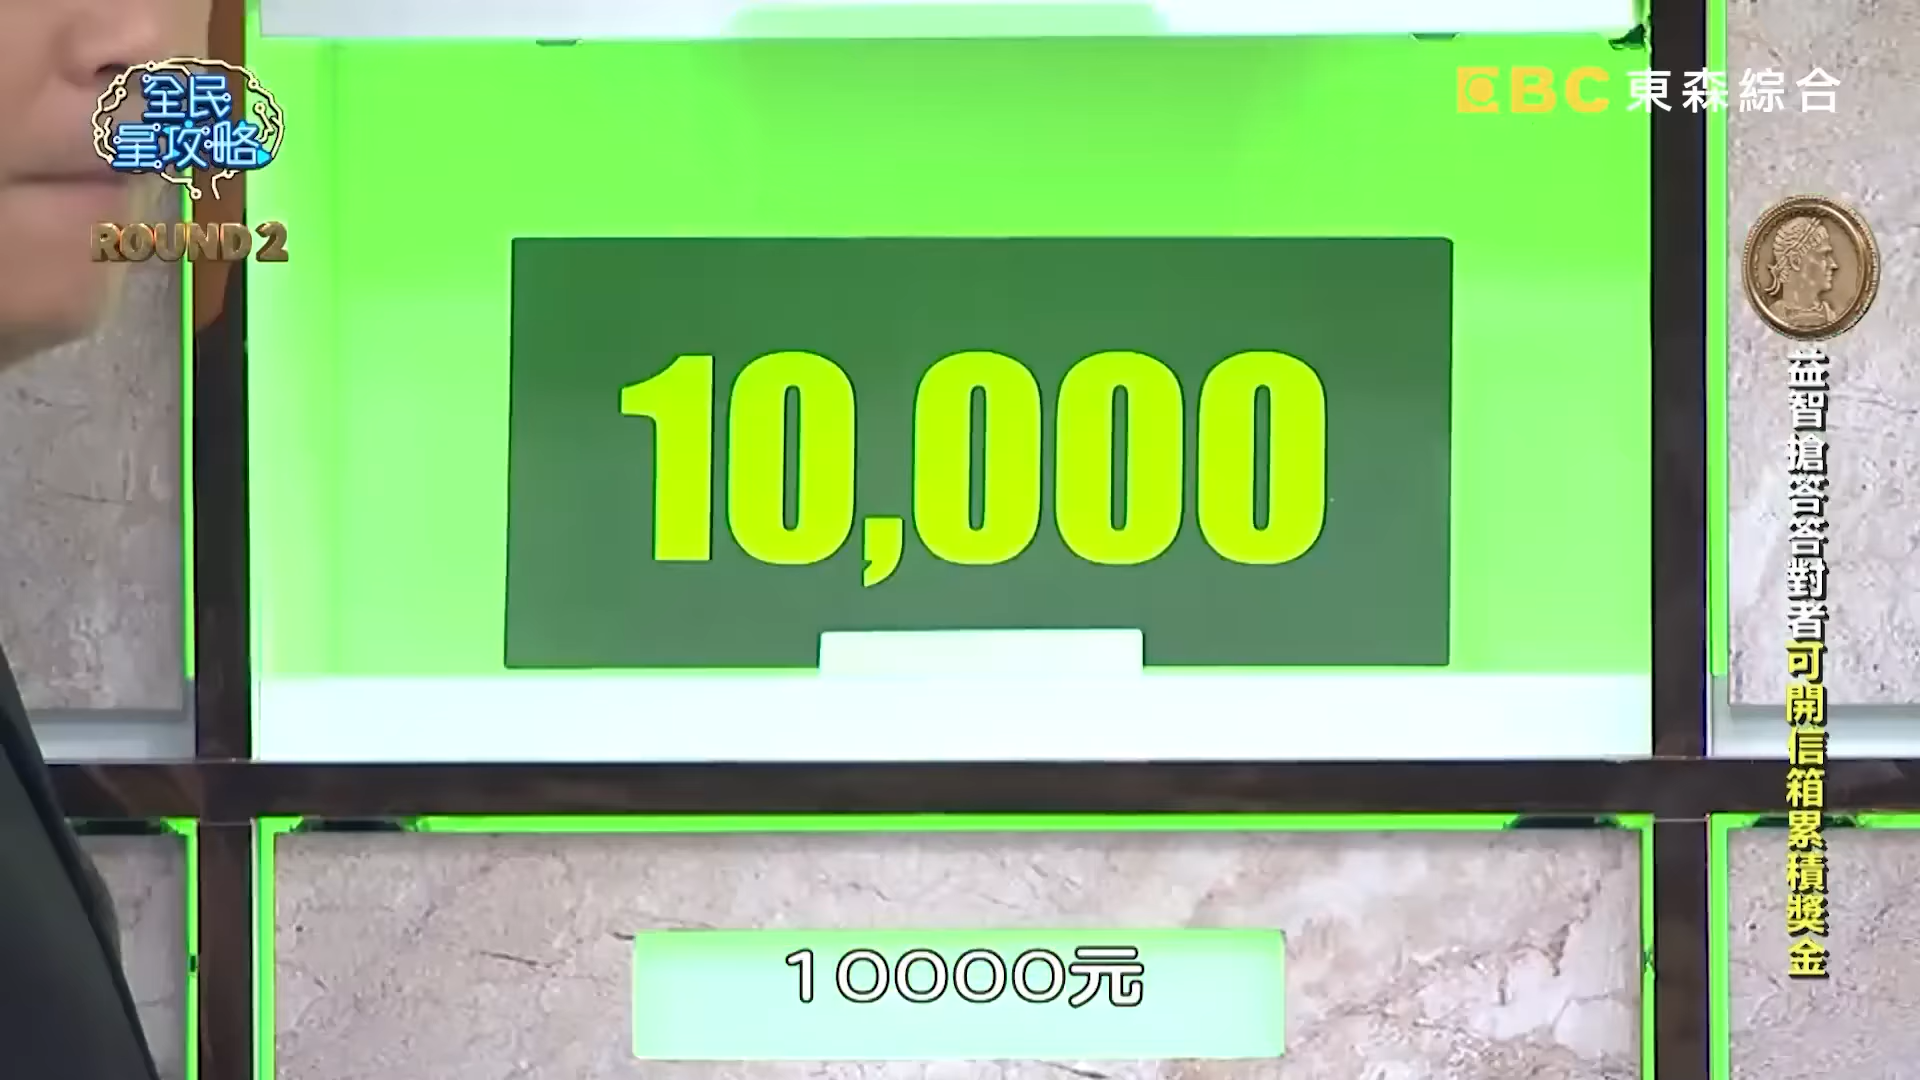 全民
星攻略
ROUND 2
EBC 東森綜合
10,000
益智搶答答對者可開信箱累積獎金
10000元